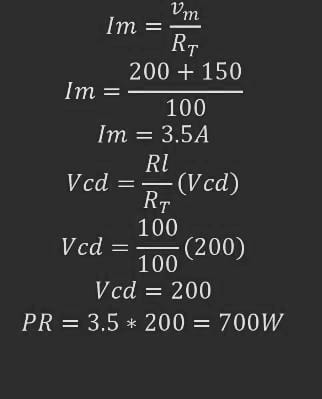 Im = v_m / R_T
Im = (200 + 150) / 100
Im = 3.5A
Vcd = Rl / R_T (Vcd)
Vcd = 100 / 100 (200)
Vcd = 200
PR = 3.5 * 200 = 700W